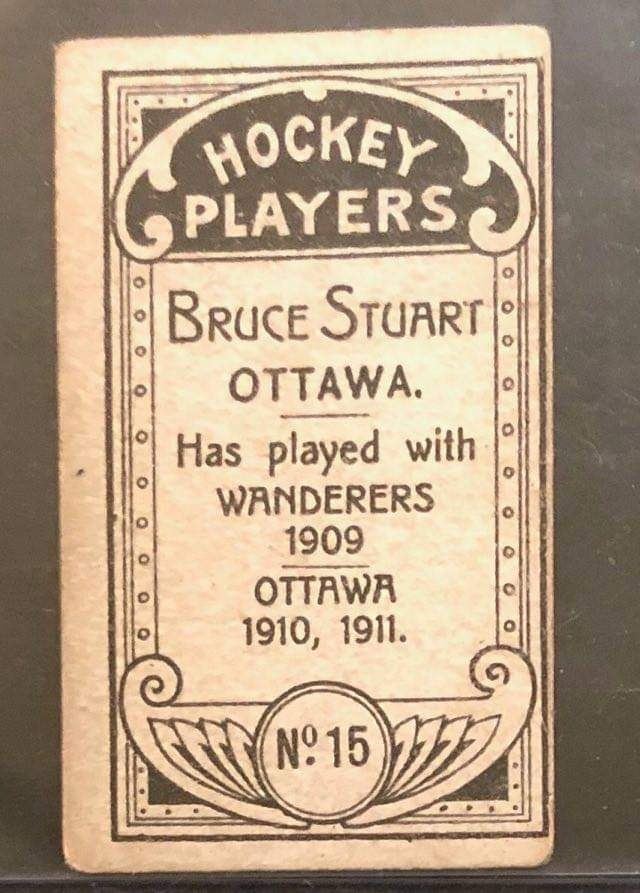 HOCKEY
PLAYERS
BRUCE STUART
OTTAWA.
Has played with
WANDERERS
1909
OTTAWA
1910, 1911.
Nº 15